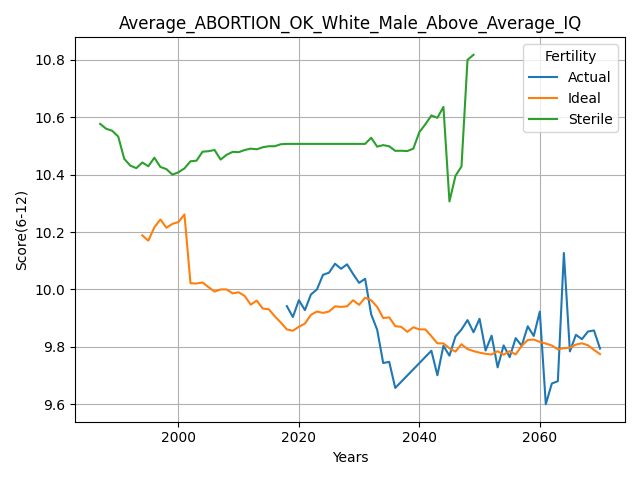 Average_ABORTION_OK_White_Male_Above_Average_IQ
Fertility
Actual
Ideal
Sterile
Score(6-12)
10.8
10.6
10.4
10.2
10.0
9.8
9.6
2000
2020
2040
2060
Years